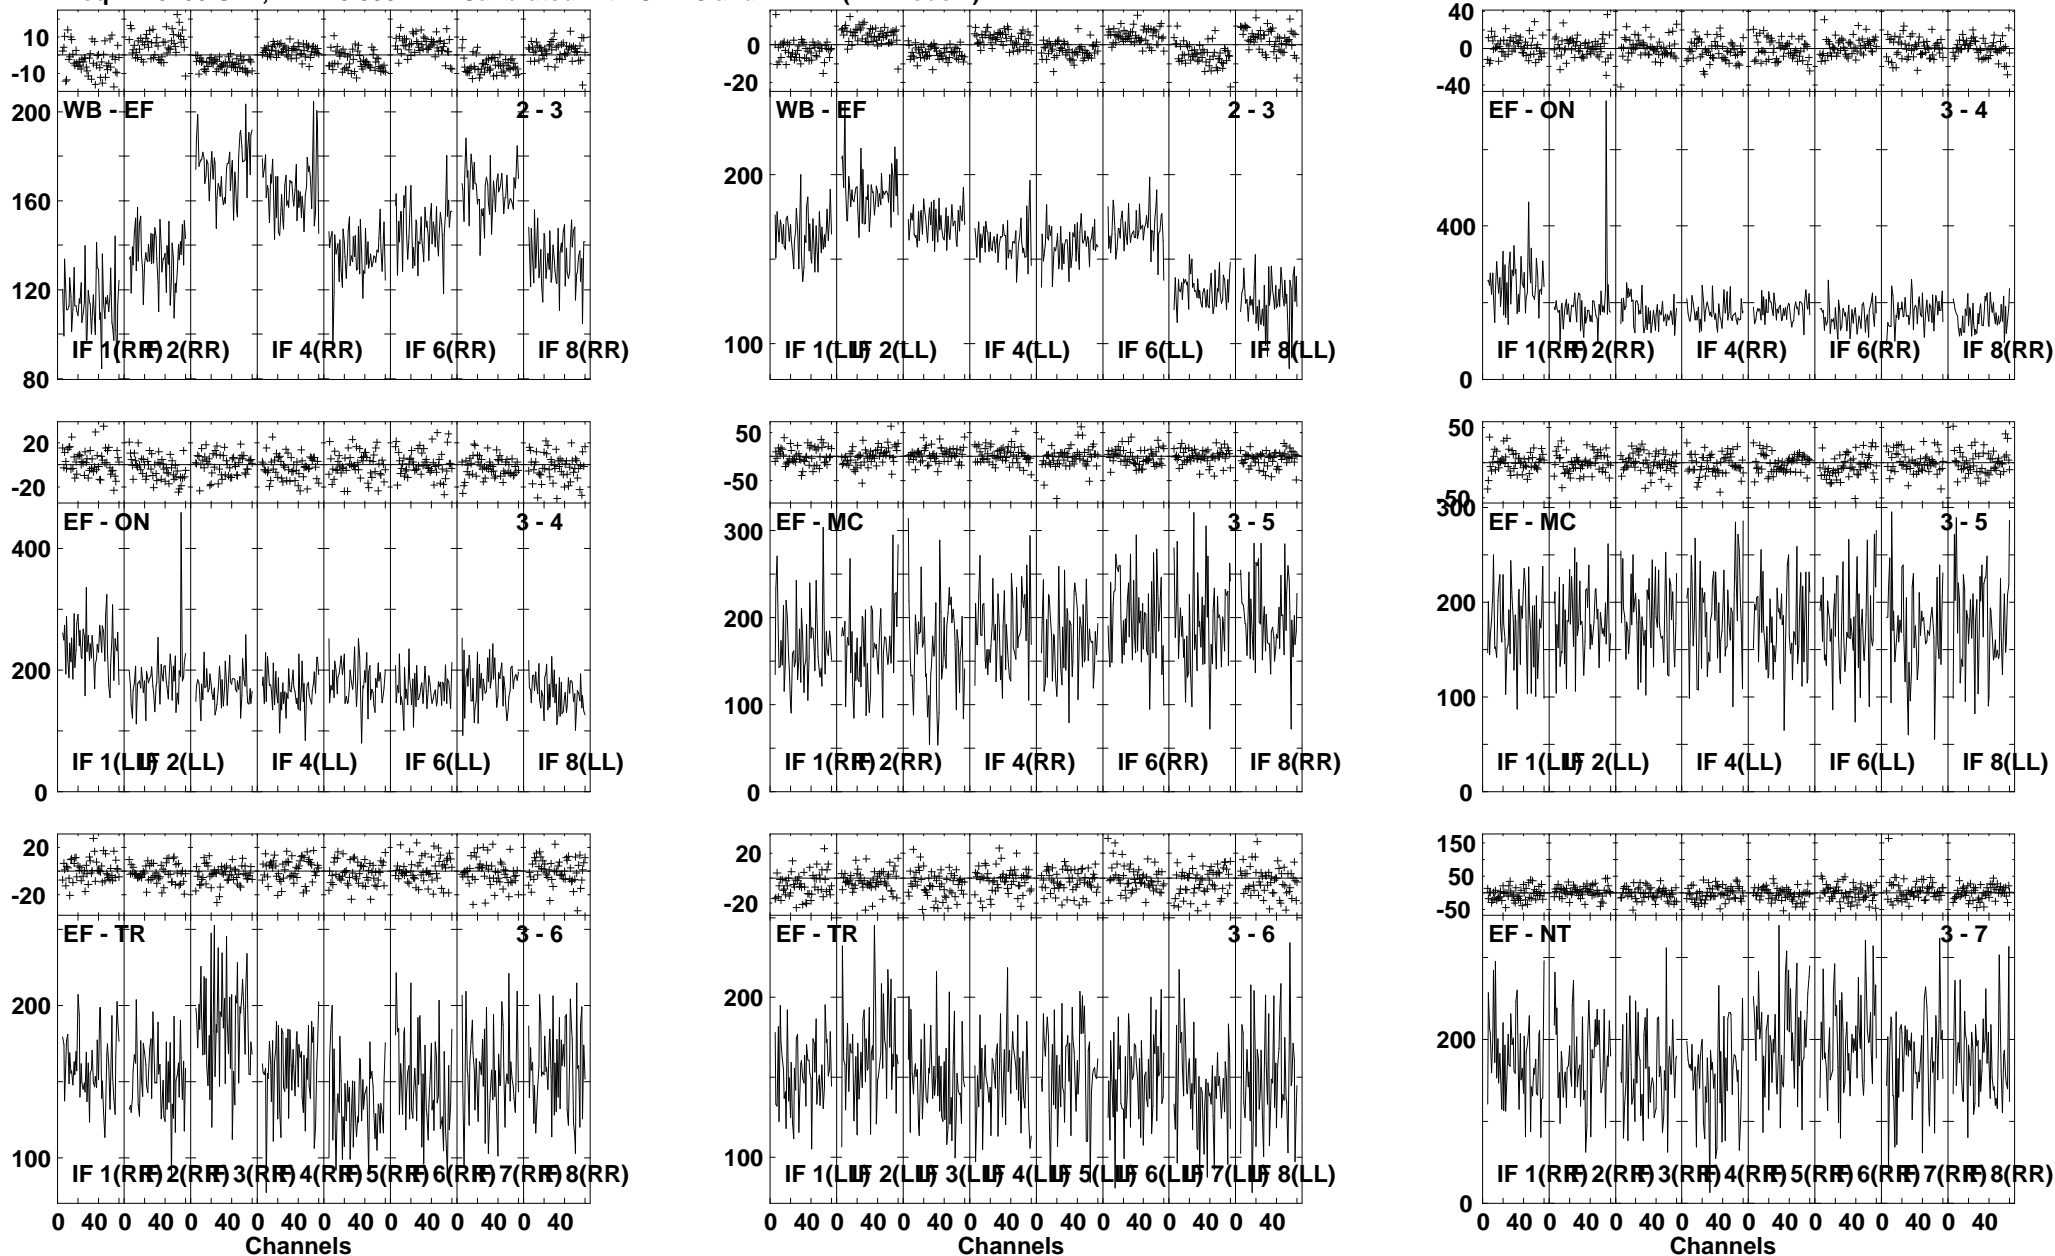 10
-10
200
160
120
80
WB - EF 2 - 3
IF 1(RR) IF 2(RR) IF 4(RR) IF 6(RR) IF 8(RR)
0
-20
200
100
WB - EF 2 - 3
IF 1(LL) IF 2(LL) IF 4(LL) IF 6(LL) IF 8(LL)
40
0
-40
400
0
EF - ON 3 - 4
IF 1(RR) IF 2(RR) IF 4(RR) IF 6(RR) IF 8(RR)
20
-20
400
200
0
EF - ON 3 - 4
IF 1(LL) IF 2(LL) IF 4(LL) IF 6(LL) IF 8(LL)
50
-50
300
200
100
0
EF - MC 3 - 5
IF 1(RR) IF 2(RR) IF 4(RR) IF 6(RR) IF 8(RR)
50
-50
300
200
100
0
EF - MC 3 - 5
IF 1(LL) IF 2(LL) IF 4(LL) IF 6(LL) IF 8(LL)
20
-20
200
100
EF - TR 3 - 6
IF 1(RR) IF 2(RR) IF 3(RR) IF 4(RR) IF 5(RR) IF 6(RR) IF 7(RR) IF 8(RR)
0 40 0 40 0 40 0 40 0 40 0 40 0 40 0 40
Channels
20
-20
200
100
EF - TR 3 - 6
IF 1(LL) IF 2(LL) IF 3(LL) IF 4(LL) IF 5(LL) IF 6(LL) IF 7(LL) IF 8(LL)
0 40 0 40 0 40 0 40 0 40 0 40 0 40 0 40
Channels
150
50
-50
200
0
EF - NT 3 - 7
IF 1(RR) IF 2(RR) IF 3(RR) IF 4(RR) IF 5(RR) IF 6(RR) IF 7(RR) IF 8(RR)
0 40 0 40 0 40 0 40 0 40 0 40 0 40 0 40
Channels